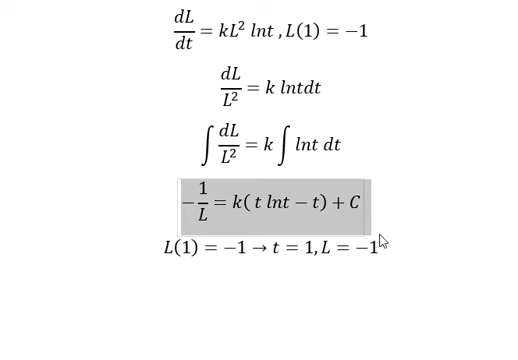 dL/dt = kL² lnt , L(1) = −1
dL/L² = k lntdt
∫ dL/L² = k ∫ lnt dt
−1/L = k( t lnt − t) + C
L(1) = −1 → t = 1, L = −1